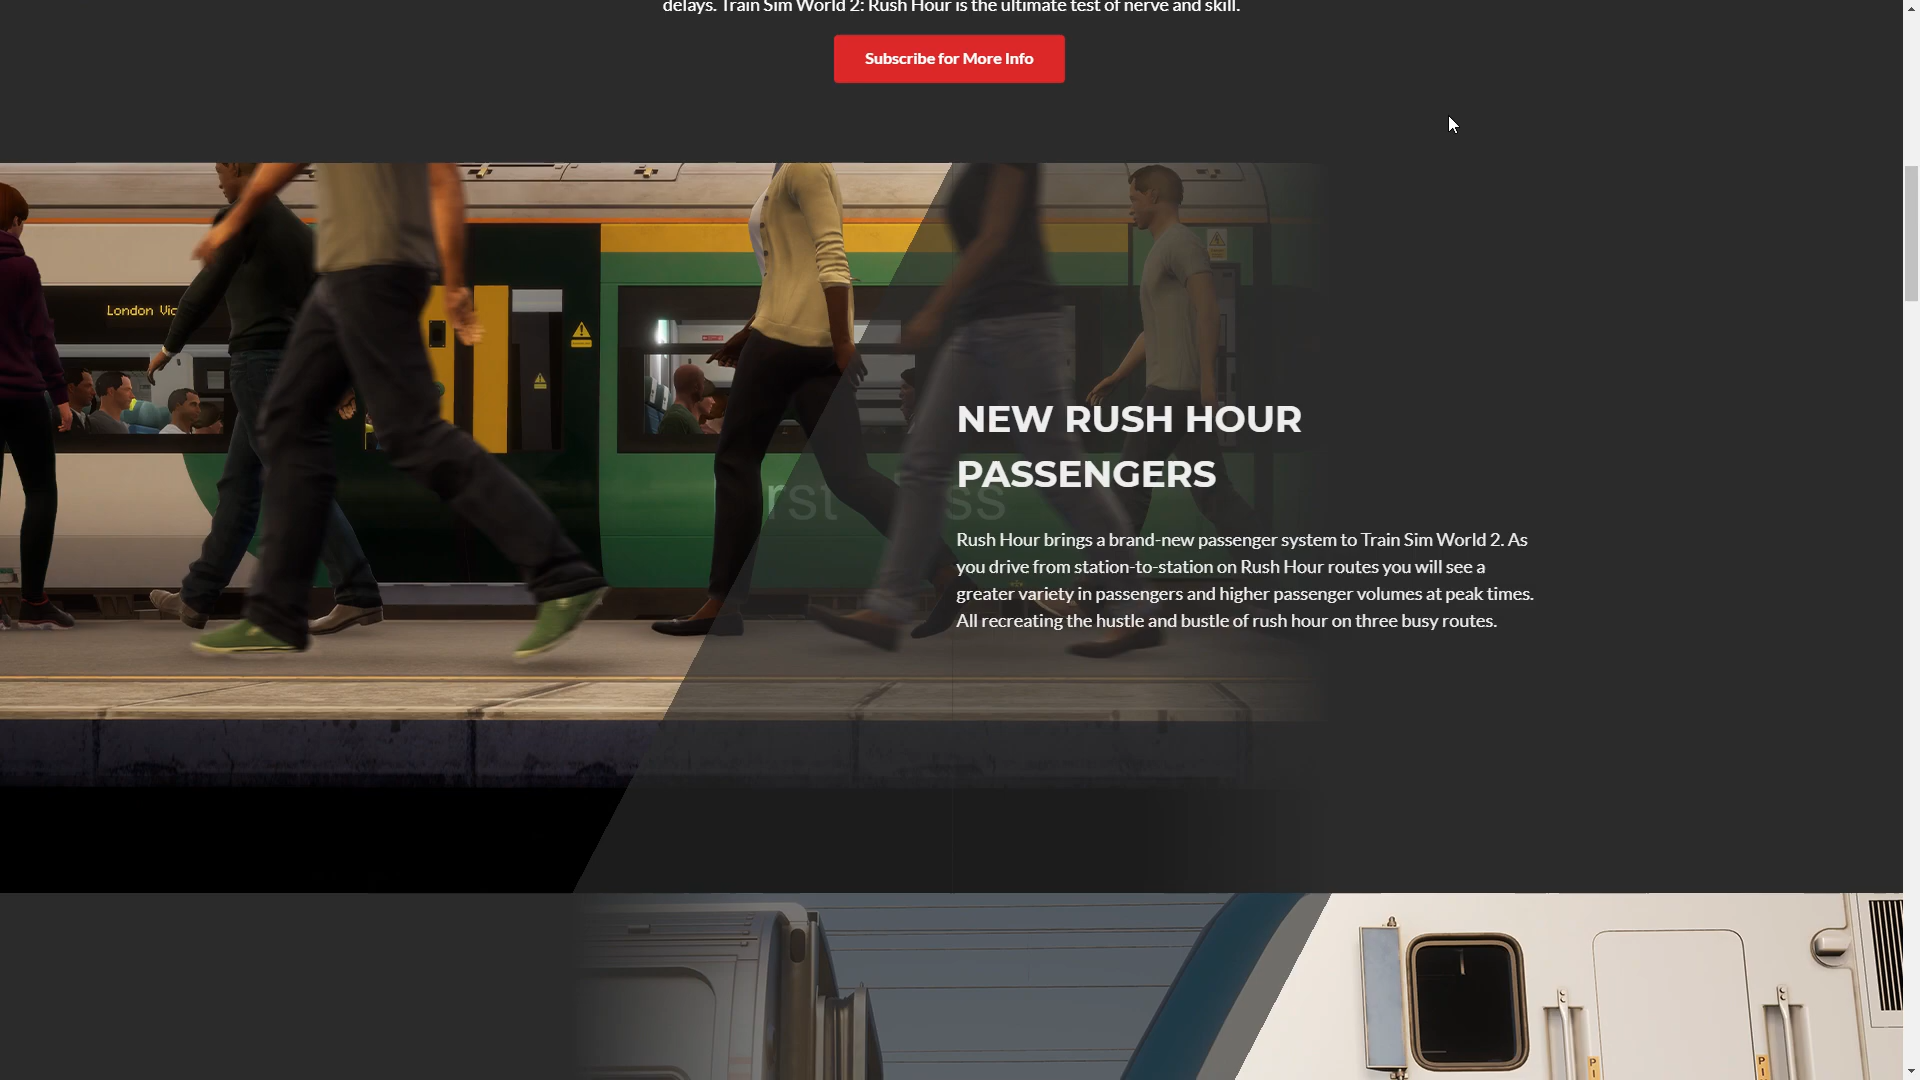 delays. Train Sim World 2: Rush Hour is the ultimate test of nerve and skill.
Subscribe for More Info
London Vic
rst ss
NEW RUSH HOUR
PASSENGERS
Rush Hour brings a brand-new passenger system to Train Sim World 2. As
you drive from station-to-station on Rush Hour routes you will see a
greater variety in passengers and higher passenger volumes at peak times.
All recreating the hustle and bustle of rush hour on three busy routes.